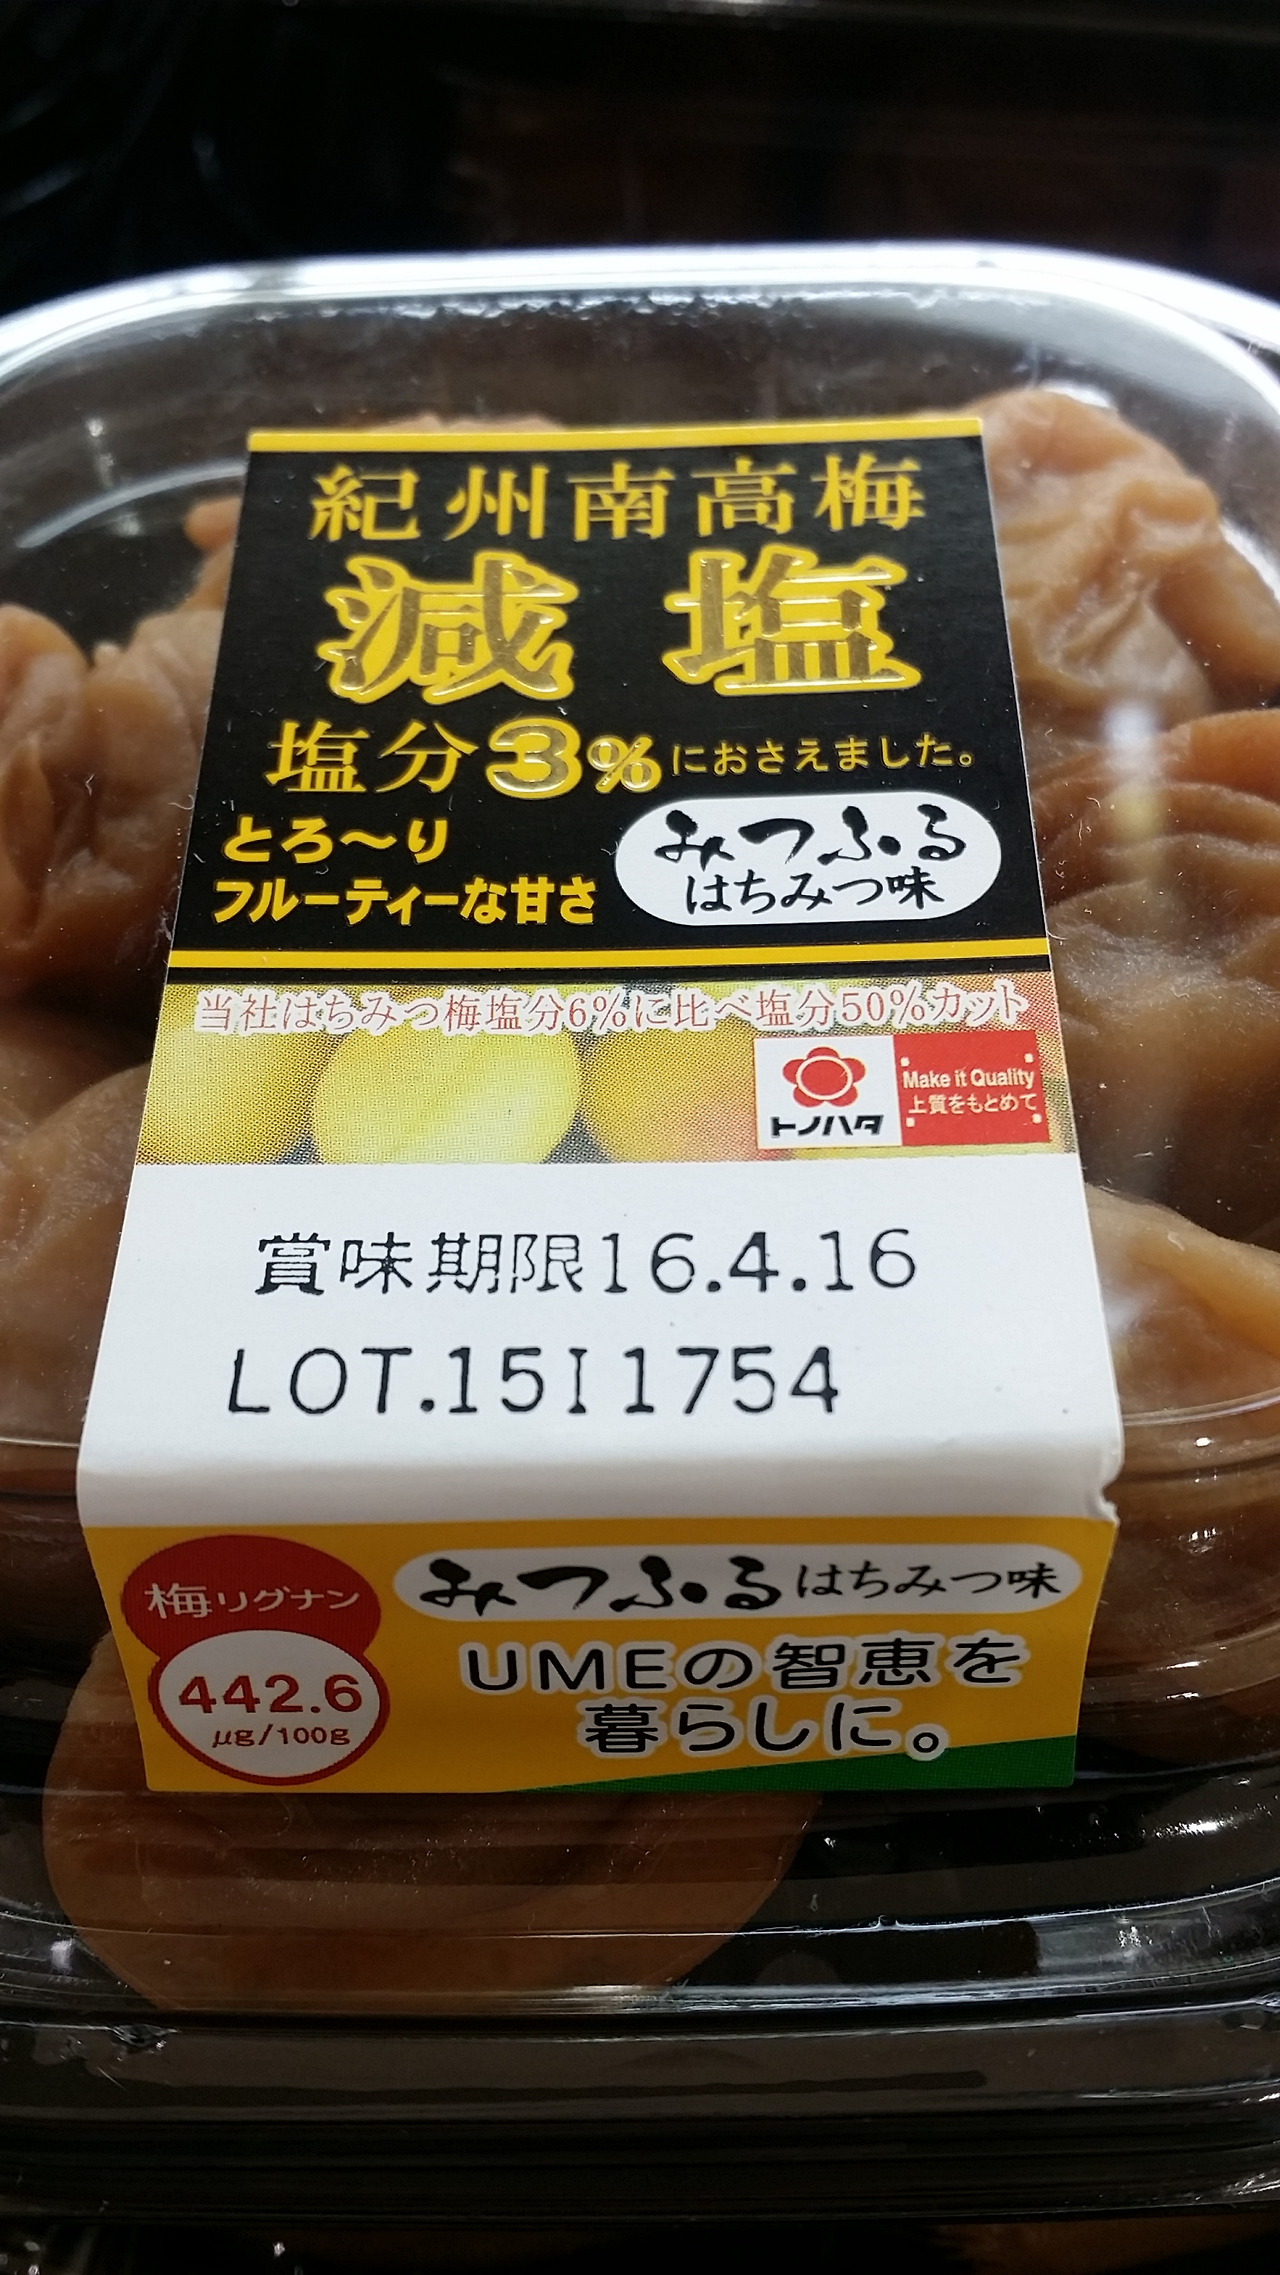 紀州南高梅
減塩
塩分3%におさえました。
とろ〜り
フルーティーな甘さ
みつふる
はちみつ味
当社はちみつ梅塩分6%に比べ塩分50%カット
トノハタ
Make it Quality
上質をもとめて
賞味期限16.4.16
LOT.15I1754
梅リグナン
442.6
μg/100g
みつふるはちみつ味
UMEの智恵を
暮らしに。